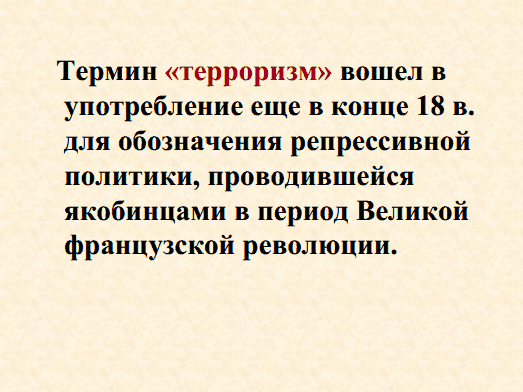 Термин «терроризм» вошел в
употребление еще в конце 18 в.
для обозначения репрессивной
политики, проводившейся
якобинцами в период Великой
французской революции.